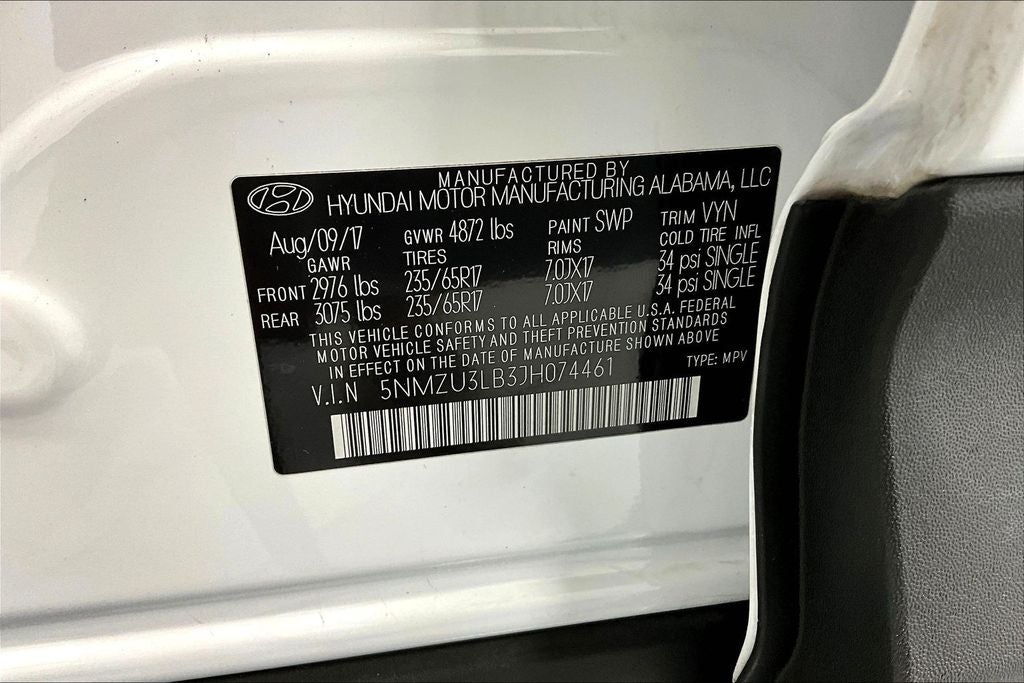 MANUFACTURED BY
HYUNDAI MOTOR MANUFACTURING ALABAMA, LLC
Aug/09/17 GVWR 4872 lbs PAINT SWP TRIM VYN
GAWR TIRES RIMS COLD TIRE INFL
FRONT 2976 lbs 235/65R17 7.0JX17 34 psi SINGLE
REAR 3075 lbs 235/65R17 7.0JX17 34 psi SINGLE
THIS VEHICLE CONFORMS TO ALL APPLICABLE U.S.A. FEDERAL
MOTOR VEHICLE SAFETY AND THEFT PREVENTION STANDARDS
IN EFFECT ON THE DATE OF MANUFACTURE SHOWN ABOVE
V.I.N 5NMZU3LB3JH074461 TYPE: MPV